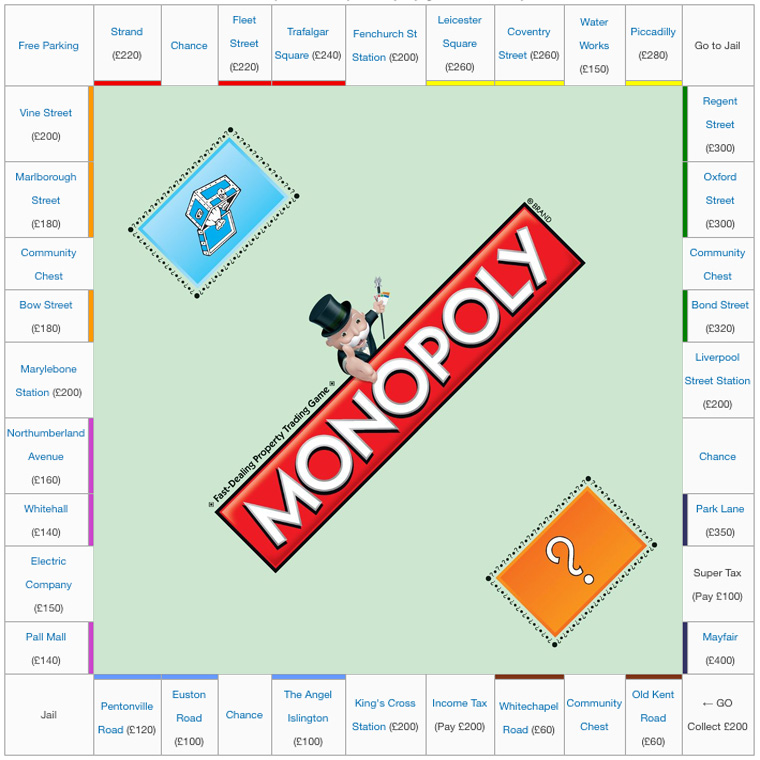 Free Parking
Strand
(£220)
Chance
Fleet
Street
(£220)
Trafalgar
Square (£240)
Fenchurch St
Station (£200)
Leicester
Square
(£260)
Coventry
Street (£260)
Water
Works
(£150)
Piccadilly
(£280)
Go to Jail
Vine Street
(£200)
Regent
Street
(£300)
Marlborough
Street
(£180)
Oxford
Street
(£300)
Community
Chest
Community
Chest
Bow Street
(£180)
Bond Street
(£320)
Marylebone
Station (£200)
Liverpool
Street Station
(£200)
Northumberland
Avenue
(£160)
Chance
Whitehall
(£140)
Park Lane
(£350)
Electric
Company
(£150)
Super Tax
(Pay £100)
Pall Mall
(£140)
Mayfair
(£400)
® BRAND
MONOPOLY
Fast-Dealing Property Trading Game
?
Jail
Pentonville
Road (£120)
Euston
Road
(£100)
Chance
The Angel
Islington
(£100)
King's Cross
Station (£200)
Income Tax
(Pay £200)
Whitechapel
Road (£60)
Community
Chest
Old Kent
Road
(£60)
← GO
Collect £200